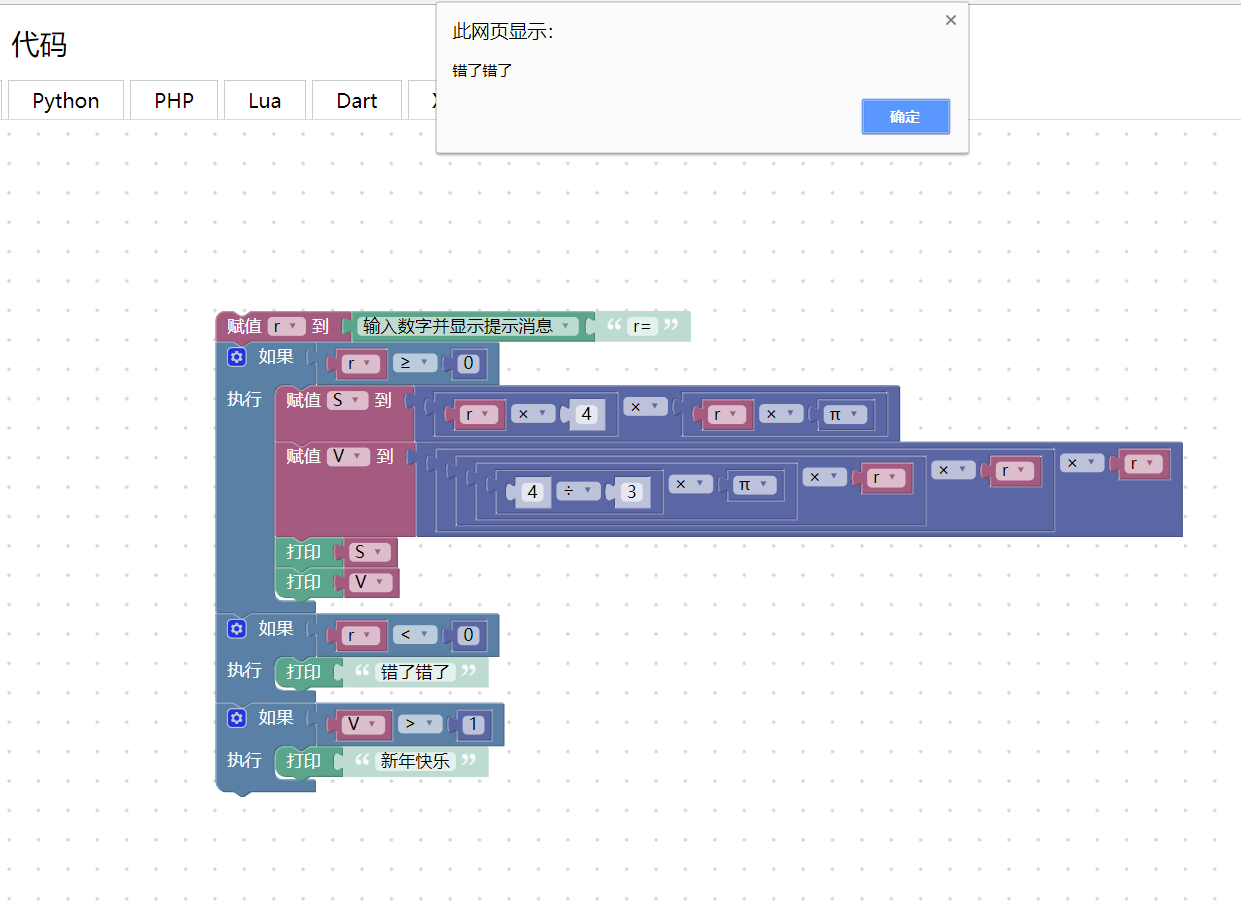 代码
此网页显示：
错了错了
确定
Python PHP Lua Dart
赋值 r 到 输入数字并显示提示消息 “ r= ”
如果 r ≥ 0
执行 赋值 S 到 r × 4 × r × π
赋值 V 到 4 ÷ 3 × π × r × r × r
打印 S
打印 V
如果 r < 0
执行 打印 “ 错了错了 ”
如果 V > 1
执行 打印 “ 新年快乐 ”